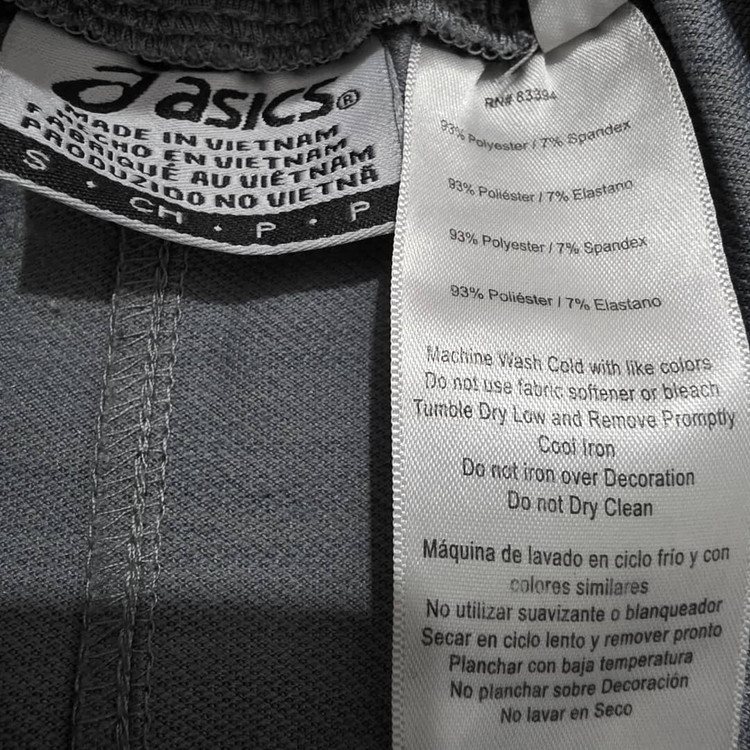 asics®
MADE IN VIETNAM
FABCHO EN VIETNAM
FABRIQUÉ AU VIÊTNAM
PRODUZIDO NO VIETNÃ
S · CH · P · P
RN# 83394
93% Polyester / 7% Spandex
93% Poliéster / 7% Elastano
93% Polyester / 7% Spandex
93% Poliéster / 7% Elastano
Machine Wash Cold with like colors
Do not use fabric softener or bleach
Tumble Dry Low and Remove Promptly
Cool Iron
Do not iron over Decoration
Do not Dry Clean
Máquina de lavado en ciclo frío y con
colores similares
No utilizar suavizante o blanqueador
Secar en ciclo lento y remover pronto
Planchar con baja temperatura
No planchar sobre Decoración
No lavar en Seco